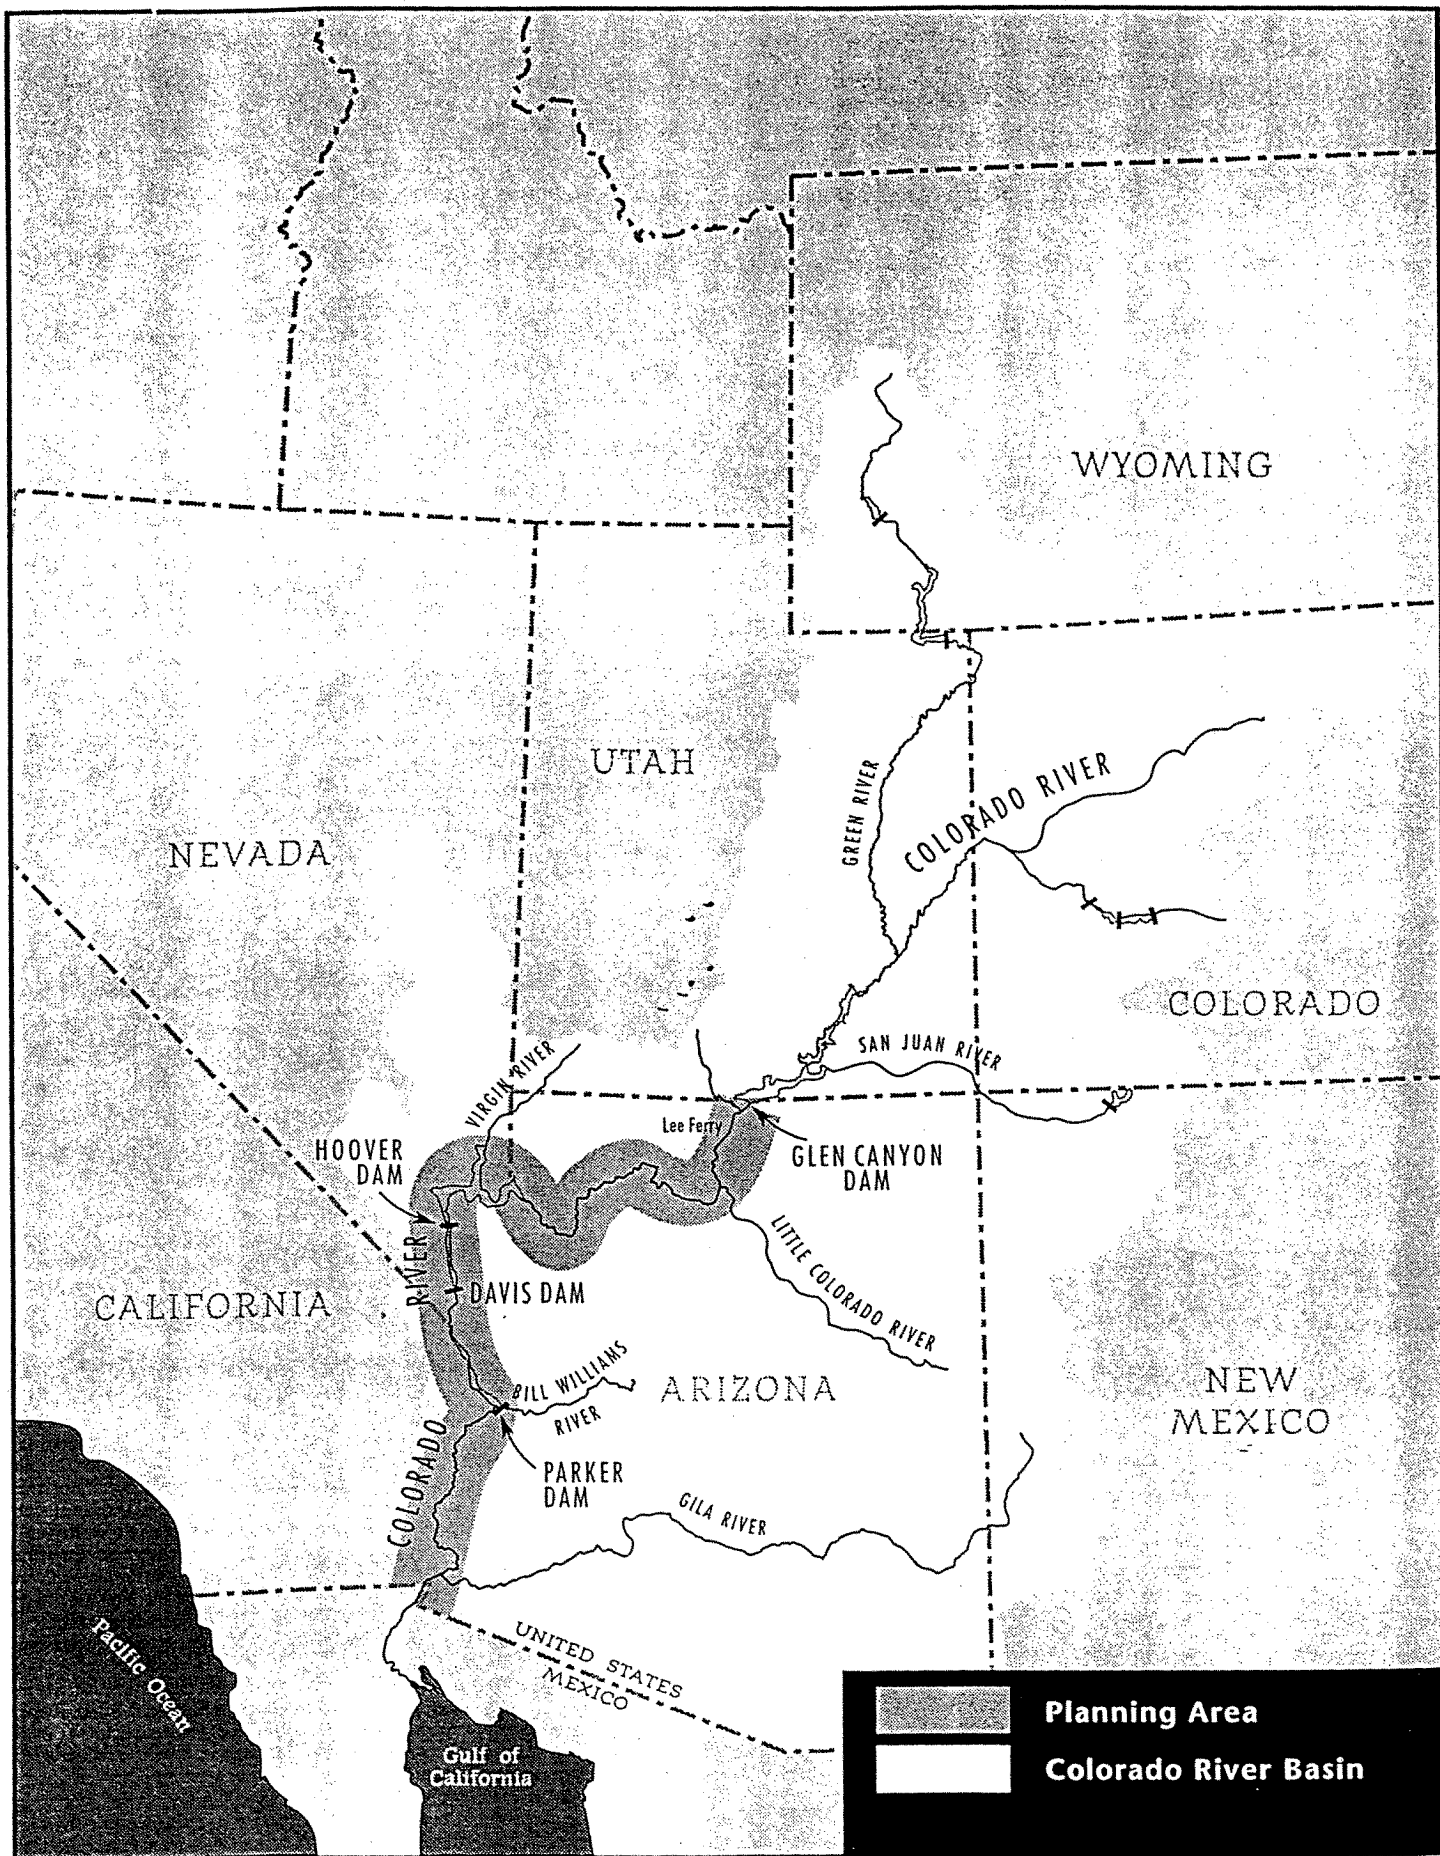 WYOMING
UTAH
GREEN RIVER
COLORADO RIVER
NEVADA
COLORADO
SAN JUAN RIVER
VIRGIN RIVER
Lee Ferry
HOOVER
DAM
GLEN CANYON
DAM
LITTLE COLORADO RIVER
RIVER
DAVIS DAM
CALIFORNIA
BILL WILLIAMS
RIVER
ARIZONA
NEW
MEXICO
COLORADO
PARKER
DAM
GILA RIVER
Pacific Ocean
UNITED STATES
MEXICO
Gulf of
California
Planning Area
Colorado River Basin